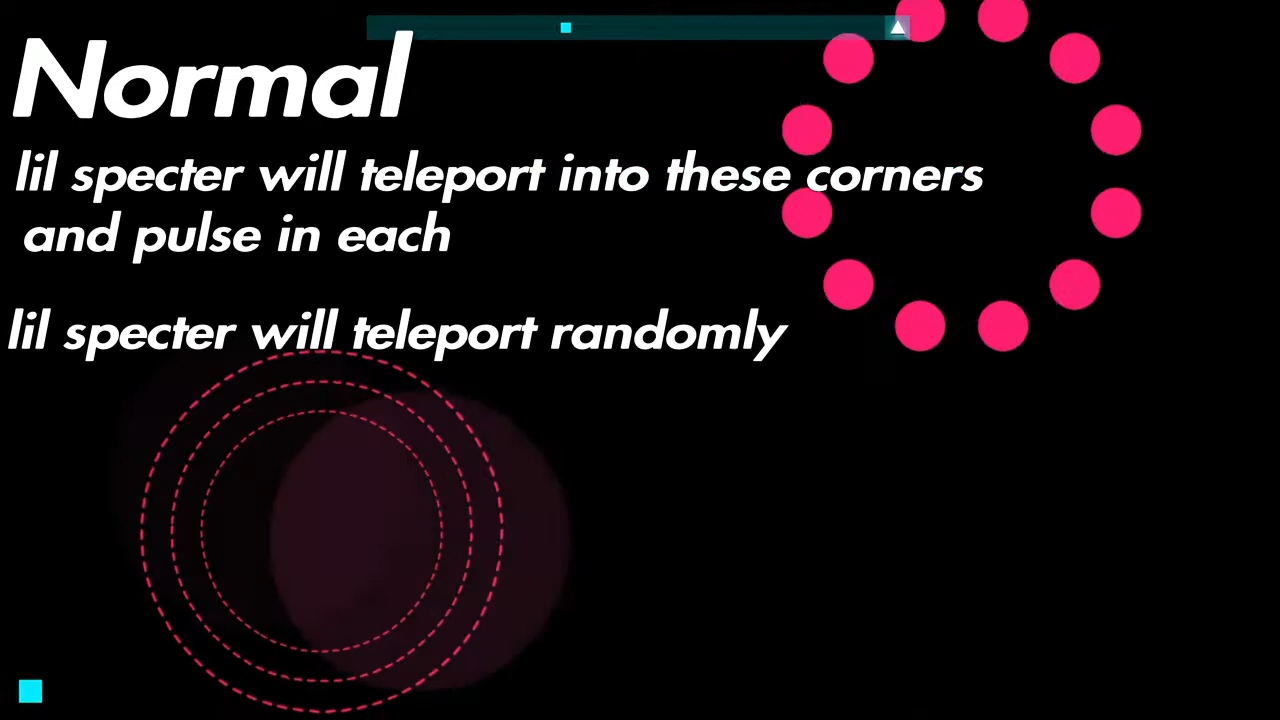 Normal
lil specter will teleport into these corners
and pulse in each
lil specter will teleport randomly